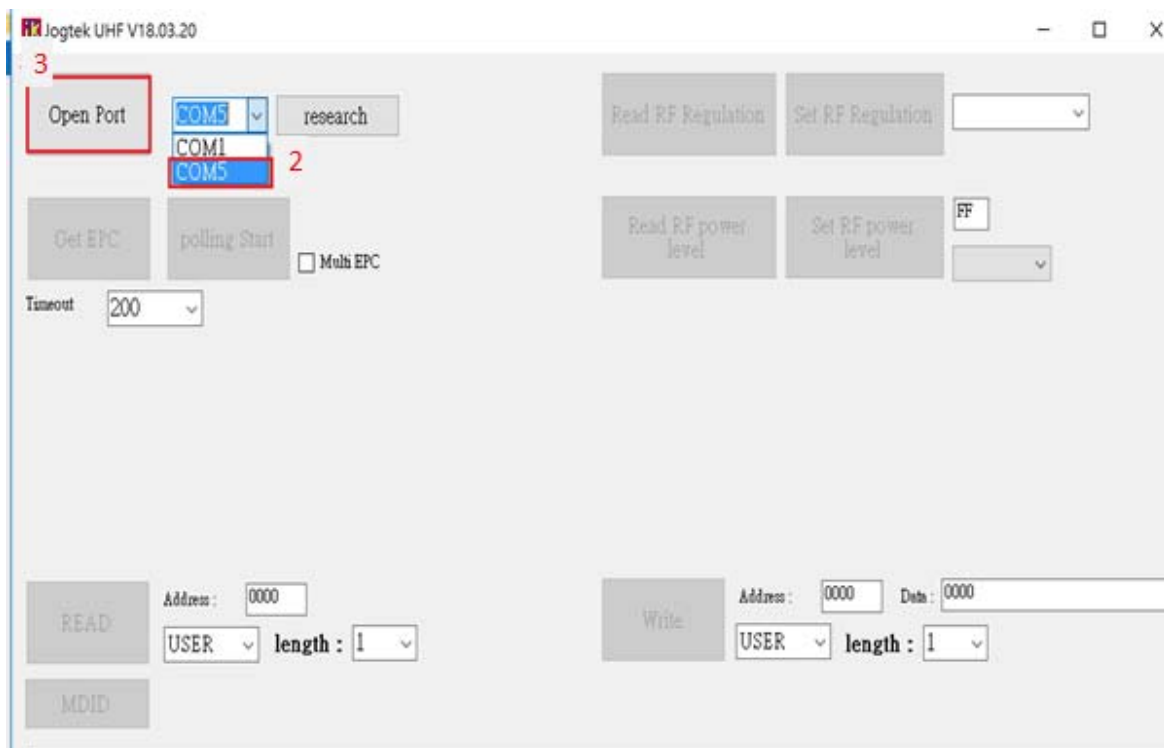 Jogtek UHF V18.03.20
3
Open Port
COM5
research
COM1
COM5
2
Read RF Regulation
Set RF Regulation
Get EPC
polling Start
Multi EPC
Read RF power
level
Set RF power
level
FF
Timeout
200
READ
Address :
0000
USER
length :
1
Write
Address :
0000
Data :
0000
USER
length :
1
MDID